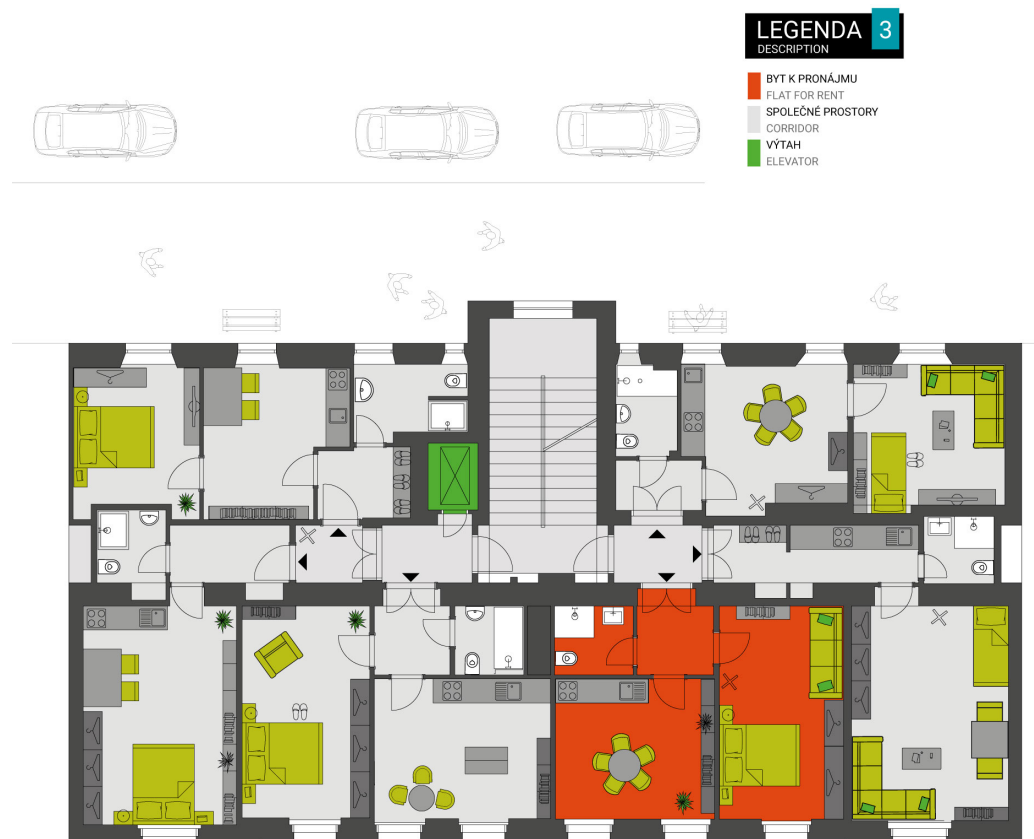 LEGENDA 3
DESCRIPTION
BYT K PRONÁJMU
FLAT FOR RENT
SPOLEČNÉ PROSTORY
CORRIDOR
VÝTAH
ELEVATOR